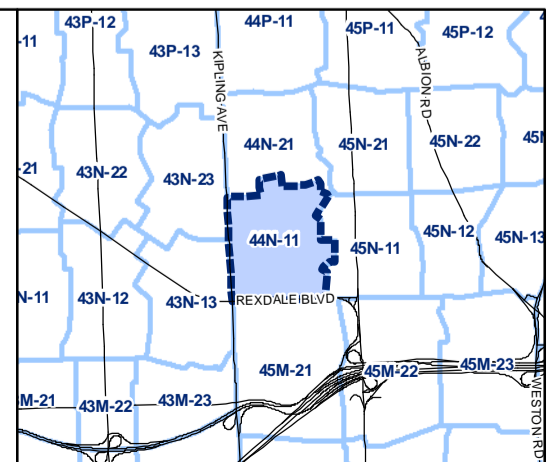 43P-12
44P-11
45P-11
45P-12
-11
43P-13
KIPLING AVE
ALBION RD
44N-21
45N-21
45N-22
45N
-21
43N-22
43N-23
44N-11
45N-11
45N-12
45N-13
N-11
43N-12
43N-13
REXDALE BLVD
45M-21
45M-22
45M-23
M-21
43M-22
43M-23
WESTON RD